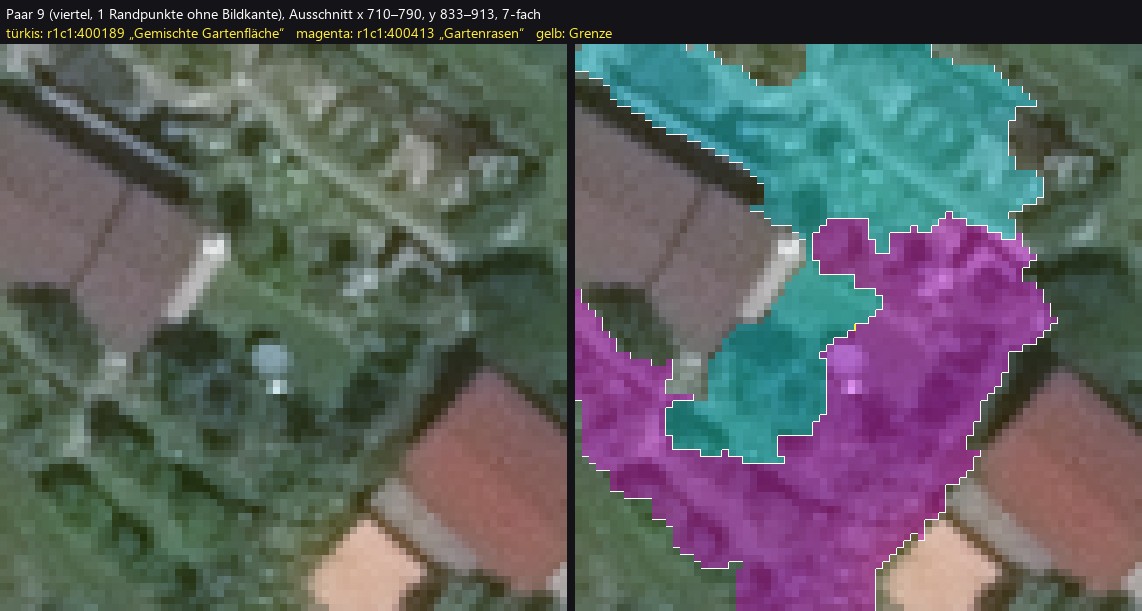 Paar 9 (viertel, 1 Randpunkte ohne Bildkante), Ausschnitt x 710–790, y 833–913, 7-fach
türkis: r1c1:400189 „Gemischte Gartenfläche“ magenta: r1c1:400413 „Gartenrasen“ gelb: Grenze